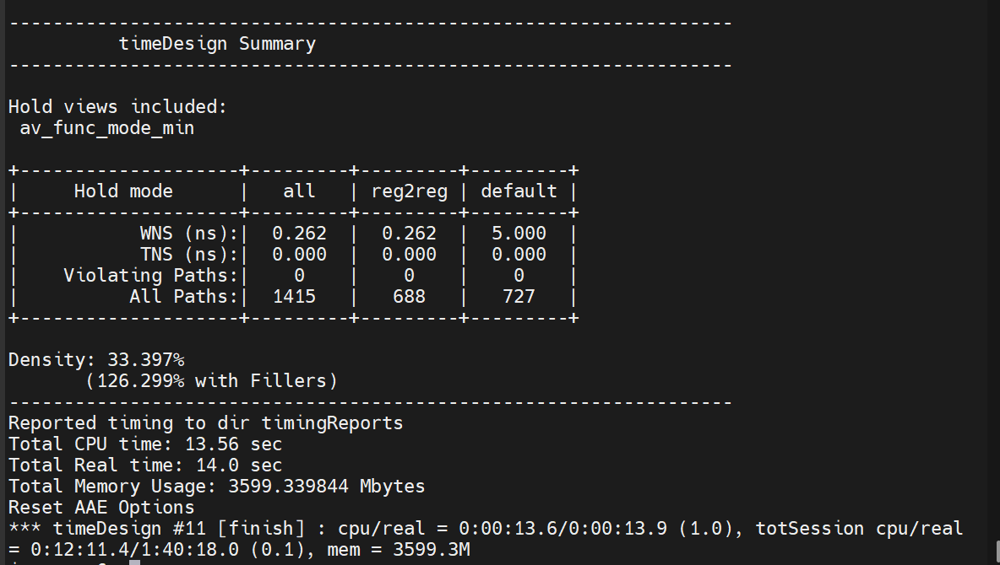 ------------------------------------------------------------------
          timeDesign Summary
------------------------------------------------------------------

Hold views included:
 av_func_mode_min

+--------------------+---------+---------+---------+
|     Hold mode      |   all   | reg2reg | default |
+--------------------+---------+---------+---------+
|           WNS (ns):|  0.262  |  0.262  |  5.000  |
|           TNS (ns):|  0.000  |  0.000  |  0.000  |
|    Violating Paths:|    0    |    0    |    0    |
|          All Paths:|  1415   |   688   |   727   |
+--------------------+---------+---------+---------+

Density: 33.397%
       (126.299% with Fillers)
------------------------------------------------------------------
Reported timing to dir timingReports
Total CPU time: 13.56 sec
Total Real time: 14.0 sec
Total Memory Usage: 3599.339844 Mbytes
Reset AAE Options
*** timeDesign #11 [finish] : cpu/real = 0:00:13.6/0:00:13.9 (1.0), totSession cpu/real
= 0:12:11.4/1:40:18.0 (0.1), mem = 3599.3M